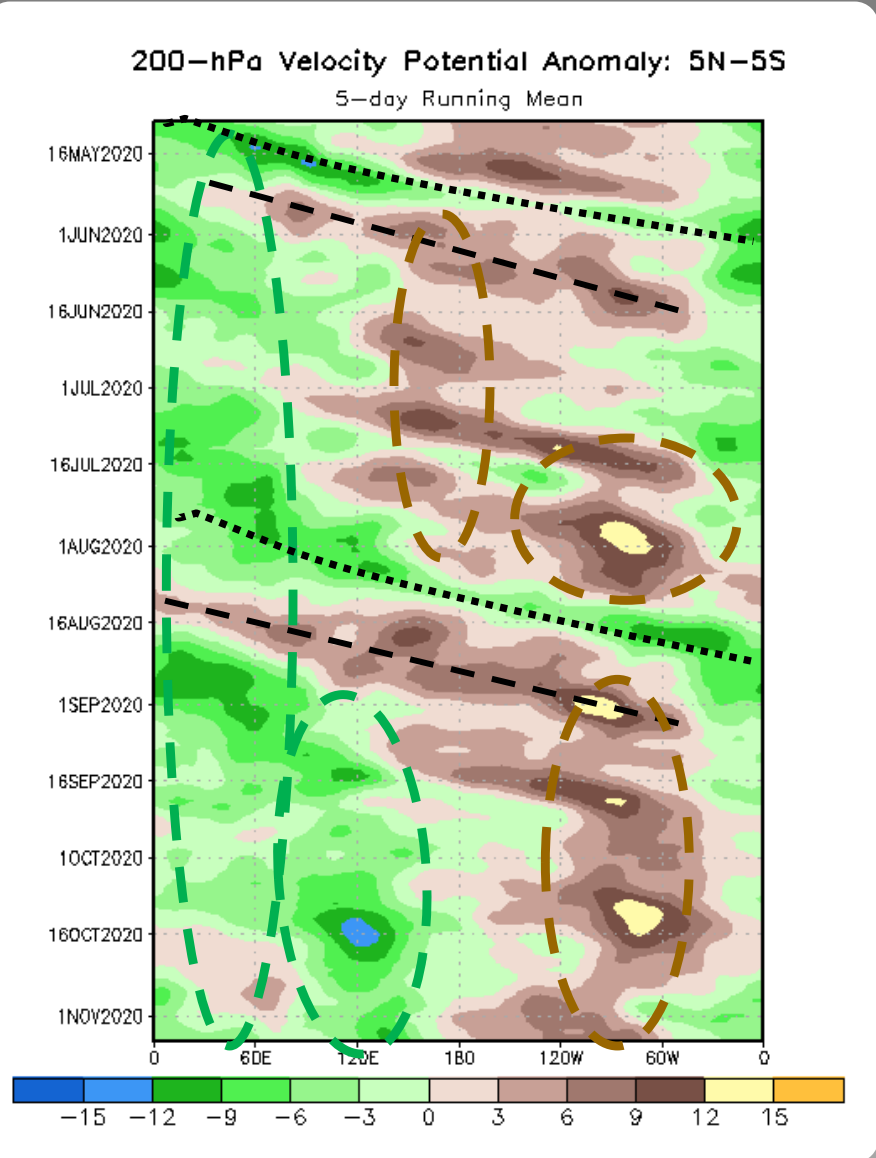 200-hPa Velocity Potential Anomaly: 5N-5S
5-day Running Mean
16MAY2020
1JUN2020
16JUN2020
1JUL2020
16JUL2020
1AUG2020
16AUG2020
1SEP2020
16SEP2020
1OCT2020
16OCT2020
1NOV2020
0 60E 120E 180 120W 60W 0
-15 -12 -9 -6 -3 0 3 6 9 12 15